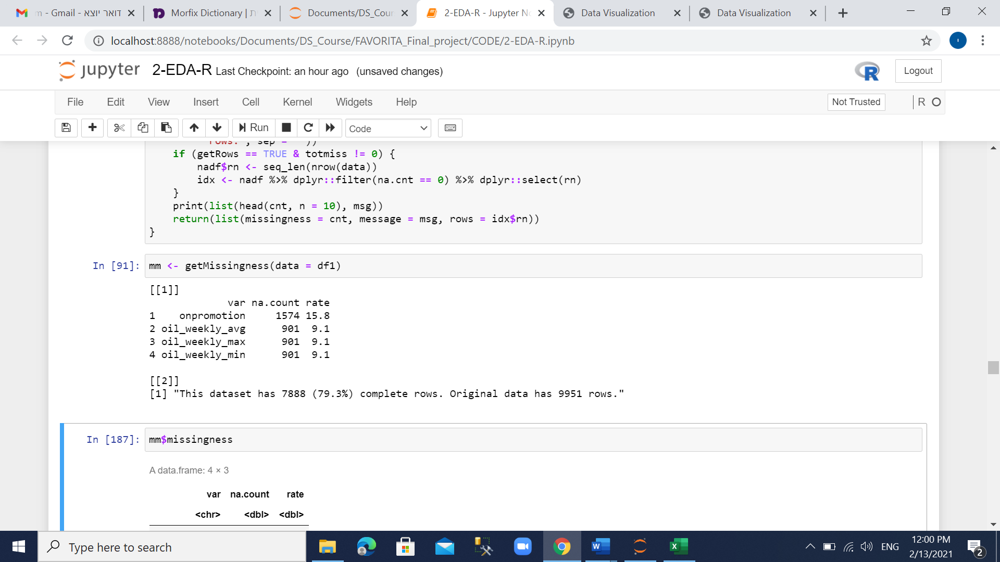 m - Gmail - דואר יוצא
Morfix Dictionary | ת
Documents/DS_Cour
2-EDA-R - Jupyter No
Data Visualization
Data Visualization
localhost:8888/notebooks/Documents/DS_Course/FAVORITA_Final_project/CODE/2-EDA-R.ipynb
jupyter 2-EDA-R Last Checkpoint: an hour ago (unsaved changes)
R
Logout
File Edit View Insert Cell Kernel Widgets Help
Not Trusted
R
Run
Code
rows.", sep = ""))
if (getRows == TRUE & totmiss != 0) {
nadf$rn <- seq_len(nrow(data))
idx <- nadf %>% dplyr::filter(na.cnt == 0) %>% dplyr::select(rn)
}
print(list(head(cnt, n = 10), msg))
return(list(missingness = cnt, message = msg, rows = idx$rn))
}
In [91]: mm <- getMissingness(data = df1)
[[1]]
var na.count rate
1 onpromotion 1574 15.8
2 oil_weekly_avg 901 9.1
3 oil_weekly_max 901 9.1
4 oil_weekly_min 901 9.1
[[2]]
[1] "This dataset has 7888 (79.3%) complete rows. Original data has 9951 rows."
In [187]: mm$missingness
A data.frame: 4 × 3
var na.count rate
<chr> <dbl> <dbl>
Type here to search
W
X
ENG
12:00 PM
2/13/2021
2